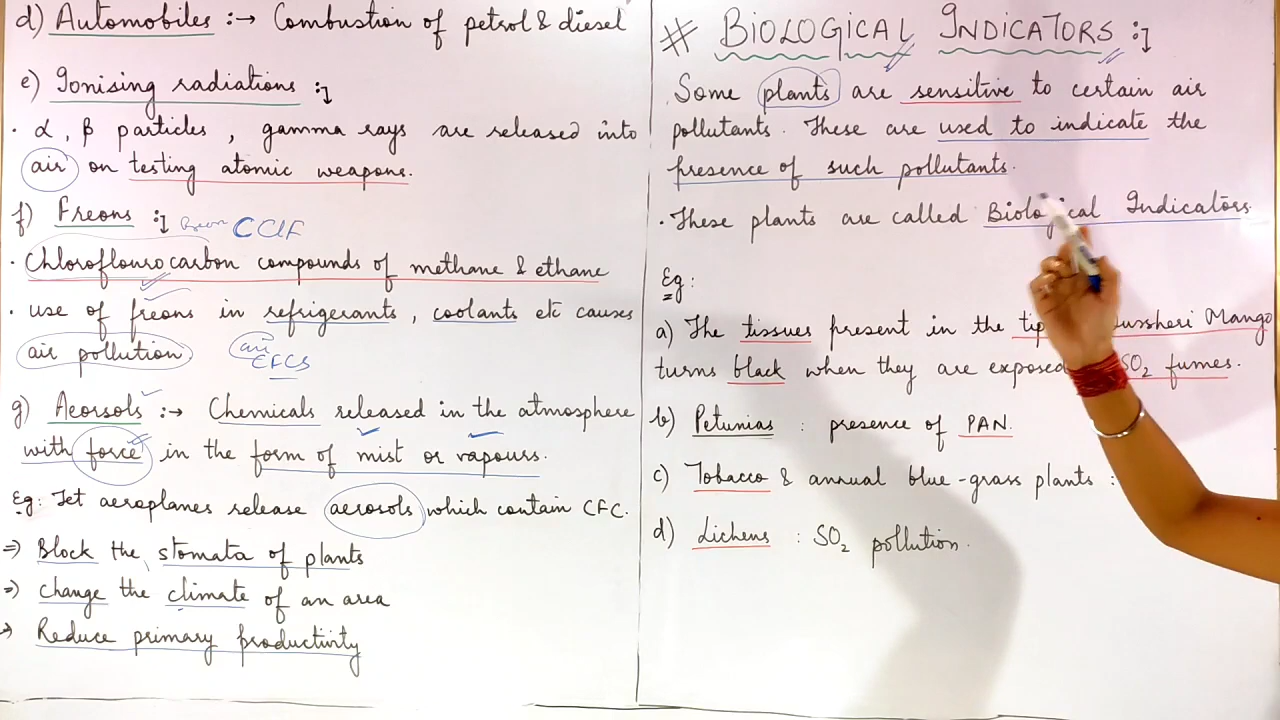 d) Automobiles :→ Combustion of petrol & diesel
e) Ionising radiations :]
· α, β particles, gamma rays are released into
air on testing atomic weapons.
f) Freons :] CClF
· Chloroflouro carbon compounds of methane & ethane
· use of freons in refrigerants, coolants etc causes
air pollution
CFCS
g) Aeorsols :→ Chemicals released in the atmosphere
with force in the form of mist or vapours.
Eg: Jet aeroplanes release aerosols which contain CFC.
⇒ Block the stomata of plants
⇒ change the climate of an area
⇒ Reduce primary productivity
# BIOLOGICAL INDICATORS :]
Some plants are sensitive to certain air
pollutants. These are used to indicate the
presence of such pollutants.
· These plants are called Biological Indicators.
Eg:
a) The tissues present in the Mango
turns black when they are exposed SO2 fumes.
b) Petunias : presence of PAN.
c) Tobacco & annual blue-grass plants :
d) Lichens : SO2 pollution.